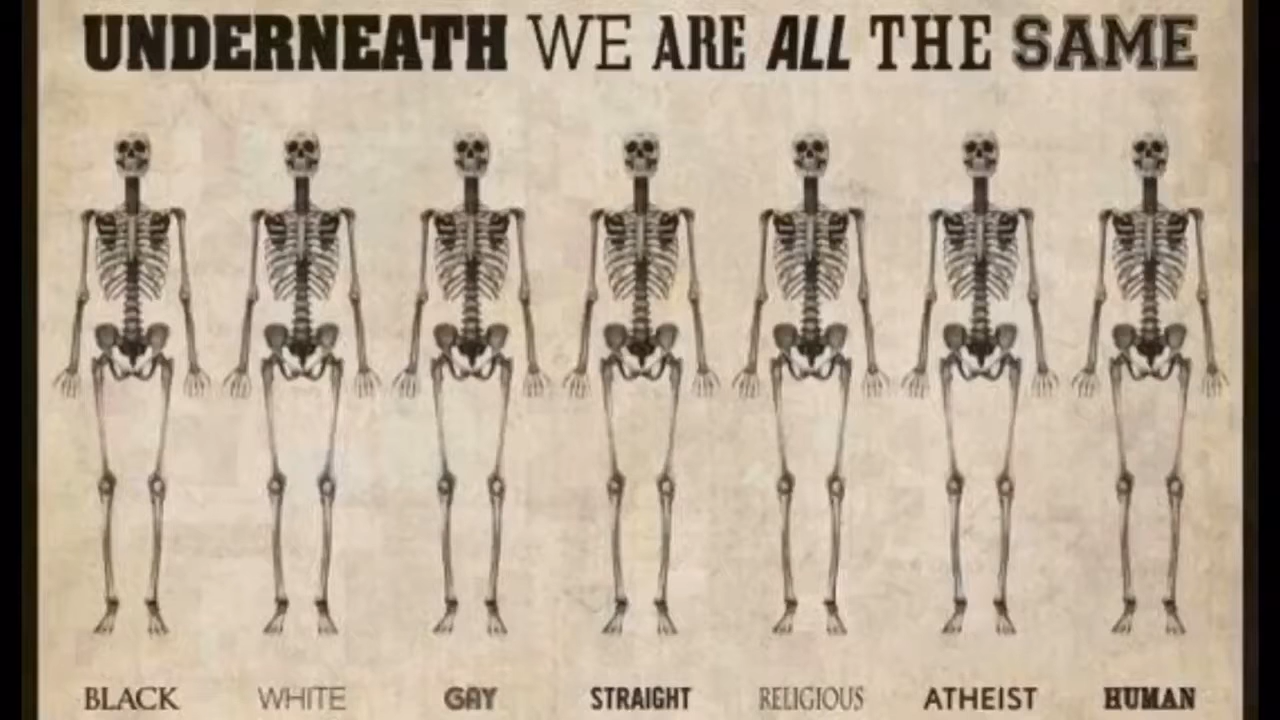 UNDERNEATH WE ARE ALL THE SAME
BLACK WHITE GAY STRAIGHT RELIGIOUS ATHEIST HUMAN